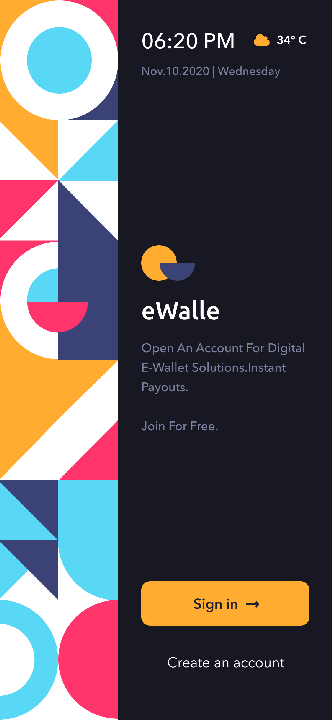 06:20 PM
34° C
Nov.10.2020 | Wednesday
eWalle
Open An Account For Digital
E-Wallet Solutions.Instant
Payouts.
Join For Free.
Sign in →
Create an account